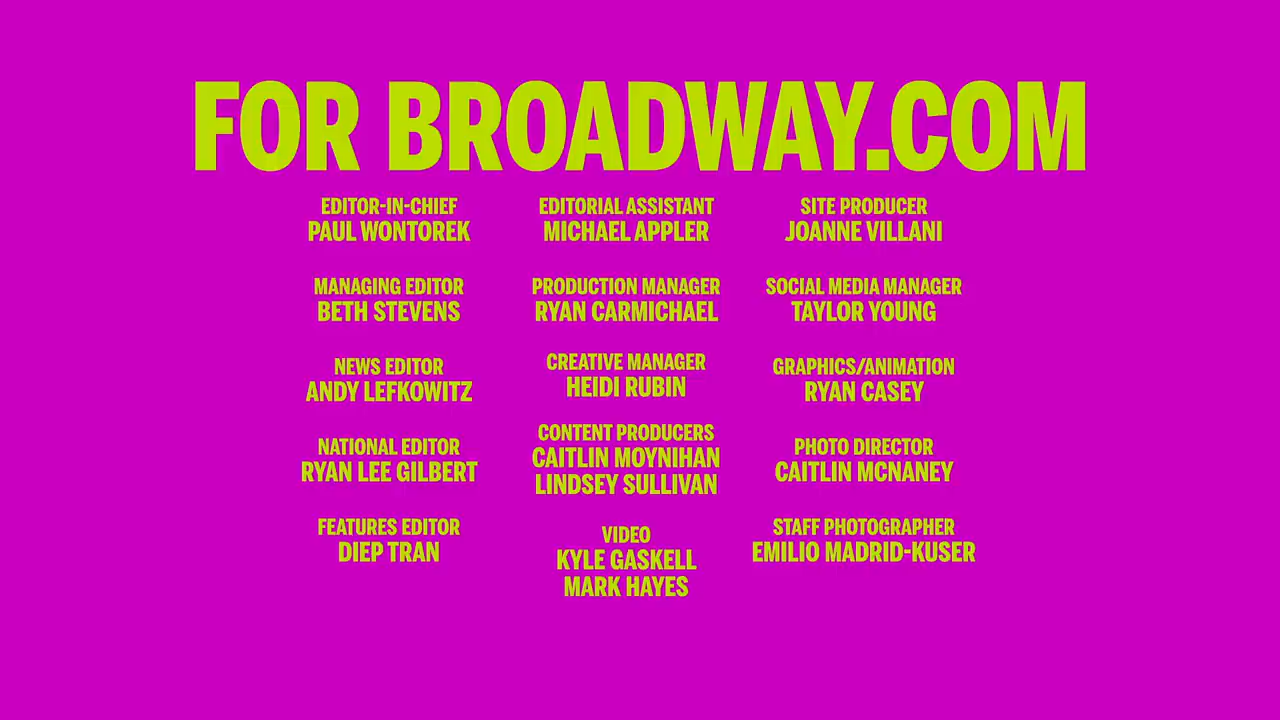 FOR BROADWAY.COM
EDITOR-IN-CHIEF
PAUL WONTOREK
MANAGING EDITOR
BETH STEVENS
NEWS EDITOR
ANDY LEFKOWITZ
NATIONAL EDITOR
RYAN LEE GILBERT
FEATURES EDITOR
DIEP TRAN
EDITORIAL ASSISTANT
MICHAEL APPLER
PRODUCTION MANAGER
RYAN CARMICHAEL
CREATIVE MANAGER
HEIDI RUBIN
CONTENT PRODUCERS
CAITLIN MOYNIHAN
LINDSEY SULLIVAN
VIDEO
KYLE GASKELL
MARK HAYES
SITE PRODUCER
JOANNE VILLANI
SOCIAL MEDIA MANAGER
TAYLOR YOUNG
GRAPHICS/ANIMATION
RYAN CASEY
PHOTO DIRECTOR
CAITLIN MCNANEY
STAFF PHOTOGRAPHER
EMILIO MADRID-KUSER